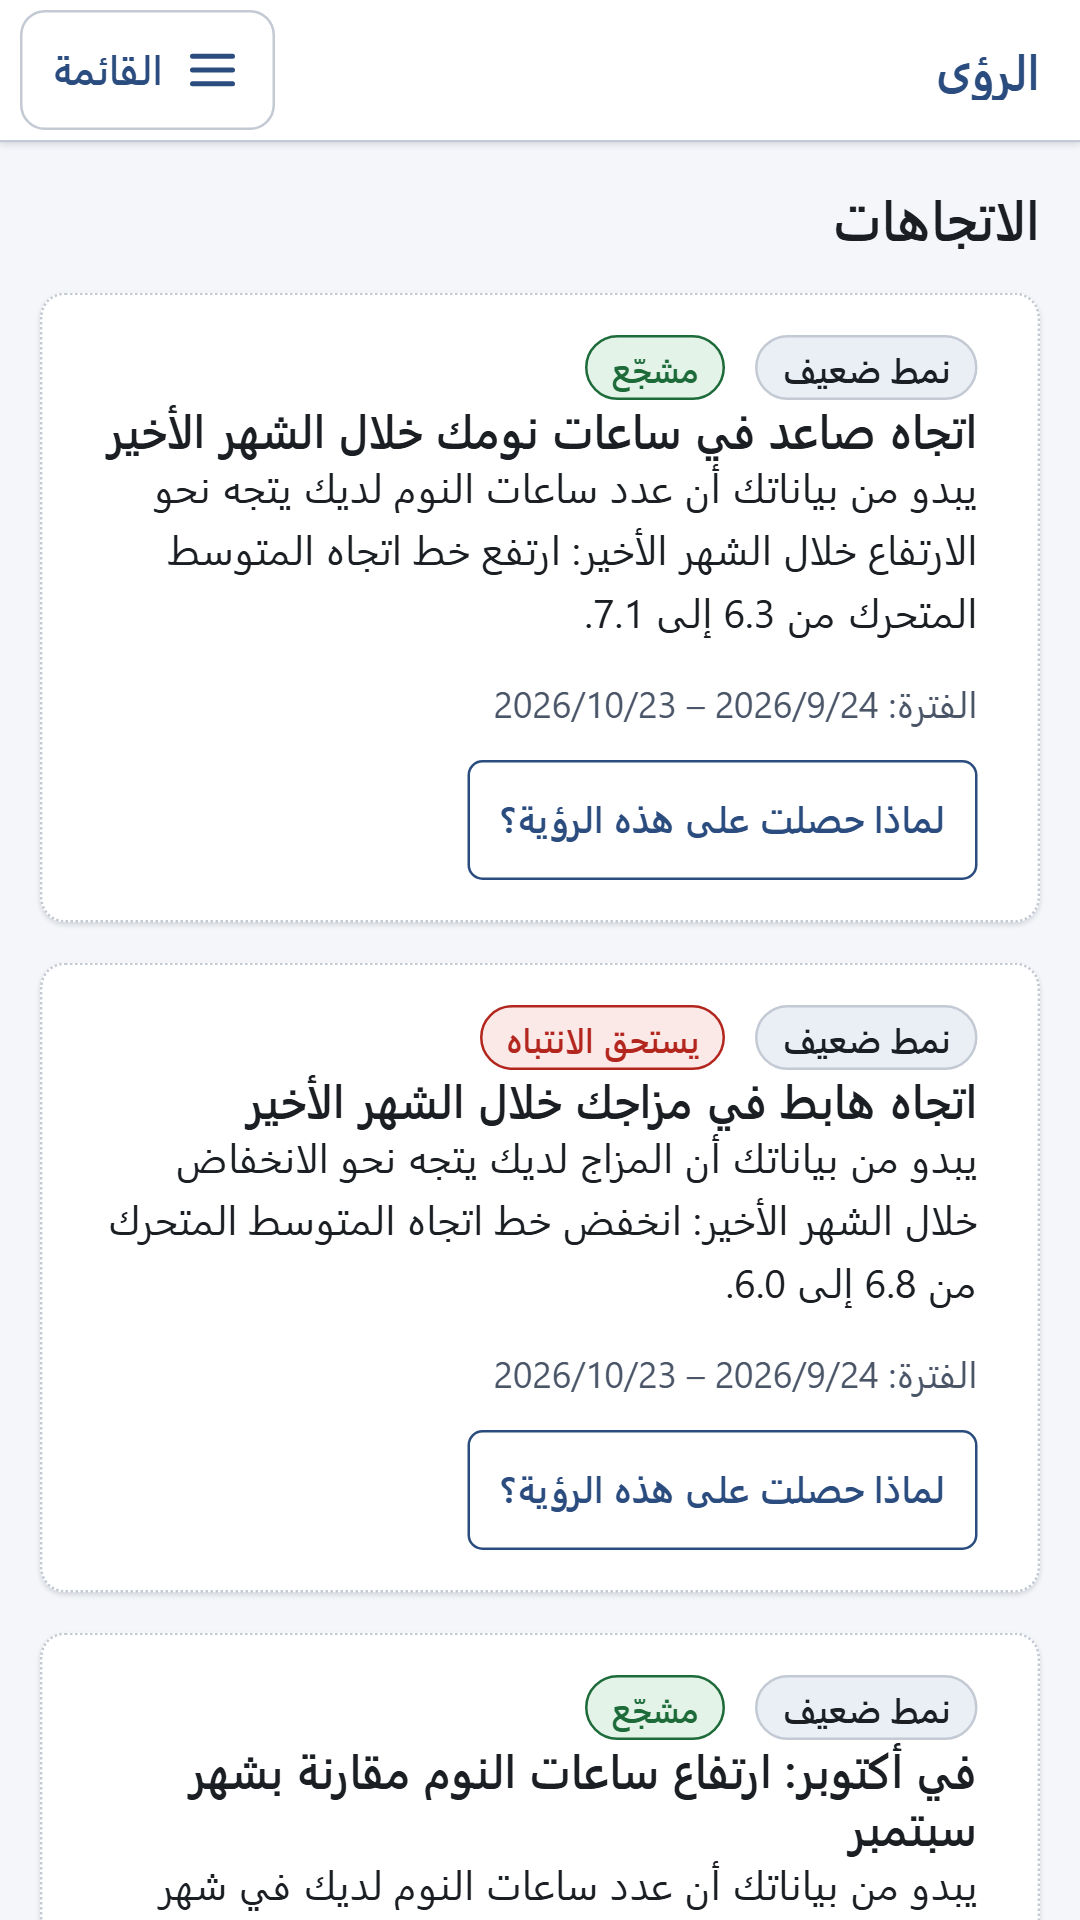 الرؤى
القائمة
الاتجاهات
نمط ضعيف
مشجّع
اتجاه صاعد في ساعات نومك خلال الشهر الأخير
يبدو من بياناتك أن عدد ساعات النوم لديك يتجه نحو
الارتفاع خلال الشهر الأخير: ارتفع خط اتجاه المتوسط
المتحرك من 6.3 إلى 7.1.
الفترة: 2026/9/24 – 2026/10/23
لماذا حصلت على هذه الرؤية؟
نمط ضعيف
يستحق الانتباه
اتجاه هابط في مزاجك خلال الشهر الأخير
يبدو من بياناتك أن المزاج لديك يتجه نحو الانخفاض
خلال الشهر الأخير: انخفض خط اتجاه المتوسط المتحرك
من 6.8 إلى 6.0.
الفترة: 2026/9/24 – 2026/10/23
لماذا حصلت على هذه الرؤية؟
نمط ضعيف
مشجّع
في أكتوبر: ارتفاع ساعات النوم مقارنة بشهر
سبتمبر
يبدو من بياناتك أن عدد ساعات النوم لديك في شهر